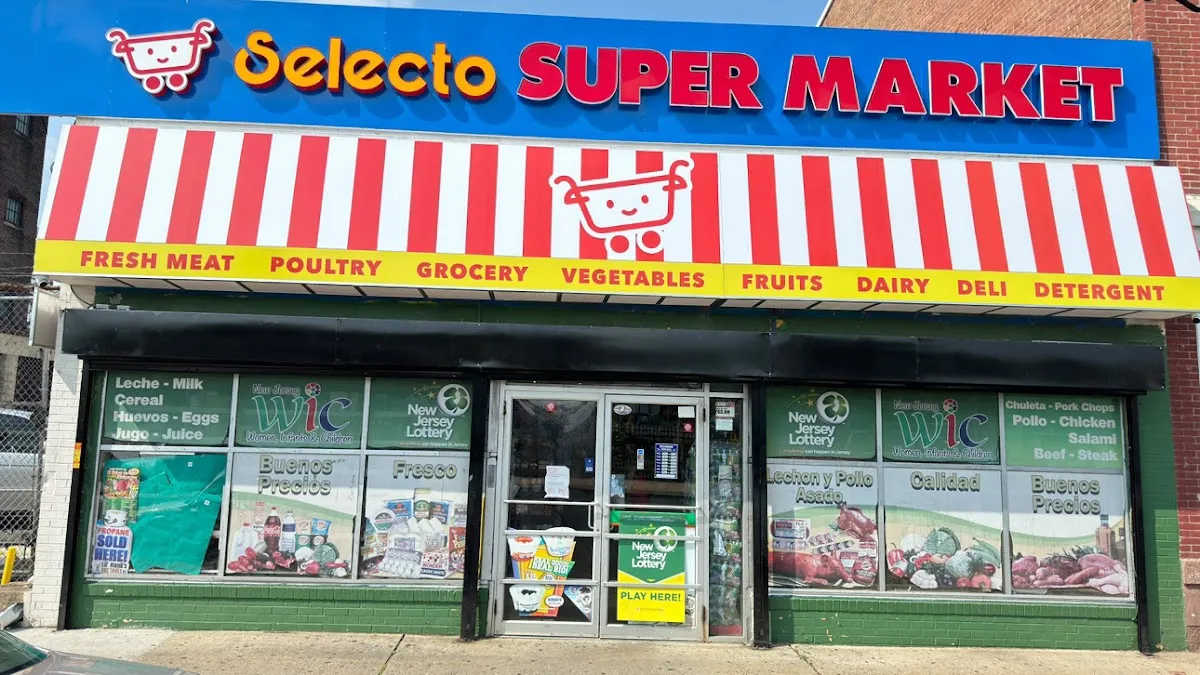 Selecto SUPER MARKET
FRESH MEAT POULTRY GROCERY VEGETABLES FRUITS DAIRY DELI DETERGENT
Leche - Milk
Cereal
Huevos - Eggs
Jugo - Juice
New Jersey
WIC
Women, Infants & Children
New
Jersey
Lottery
Buenos
Precios
Fresco
PROPANE
SOLD
HERE!
New
Jersey
Lottery
PLAY HERE!
New
Jersey
Lottery
New Jersey
WIC
Women, Infants & Children
Chuleta - Pork Chops
Pollo - Chicken
Salami
Beef - Steak
Lechon y Pollo
Asado
Calidad
Buenos
Precios